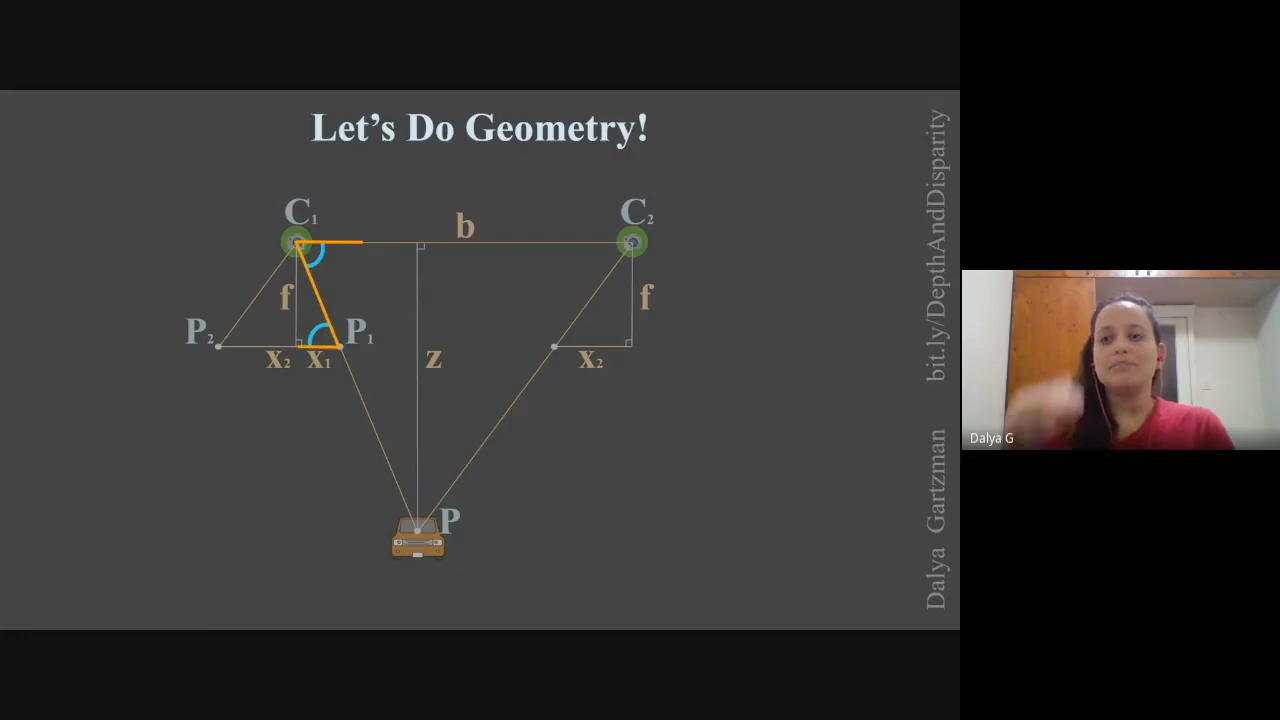 Let's Do Geometry!
C1
b
C2
f
f
P2
P1
x2
x1
z
x2
P
bit.ly/DepthAndDisparity
Dalya Gartzman
Dalya G